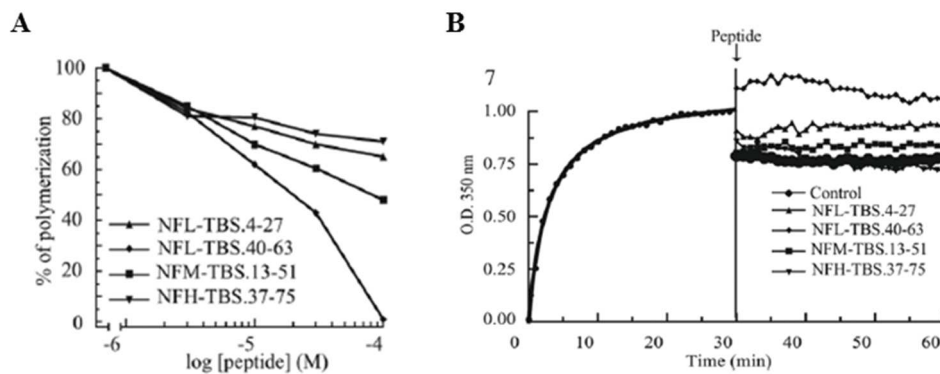 A
% of polymerization
100
80
60
40
20
0
-6
-5
-4
log [peptide] (M)
NFL-TBS.4-27
NFL-TBS.40-63
NFM-TBS.13-51
NFH-TBS.37-75
B
Peptide
7
O.D. 350 nm
1.00
0.75
0.50
0.25
0.00
0
10
20
30
40
50
60
Time (min)
Control
NFL-TBS.4-27
NFL-TBS.40-63
NFM-TBS.13-51
NFH-TBS.37-75